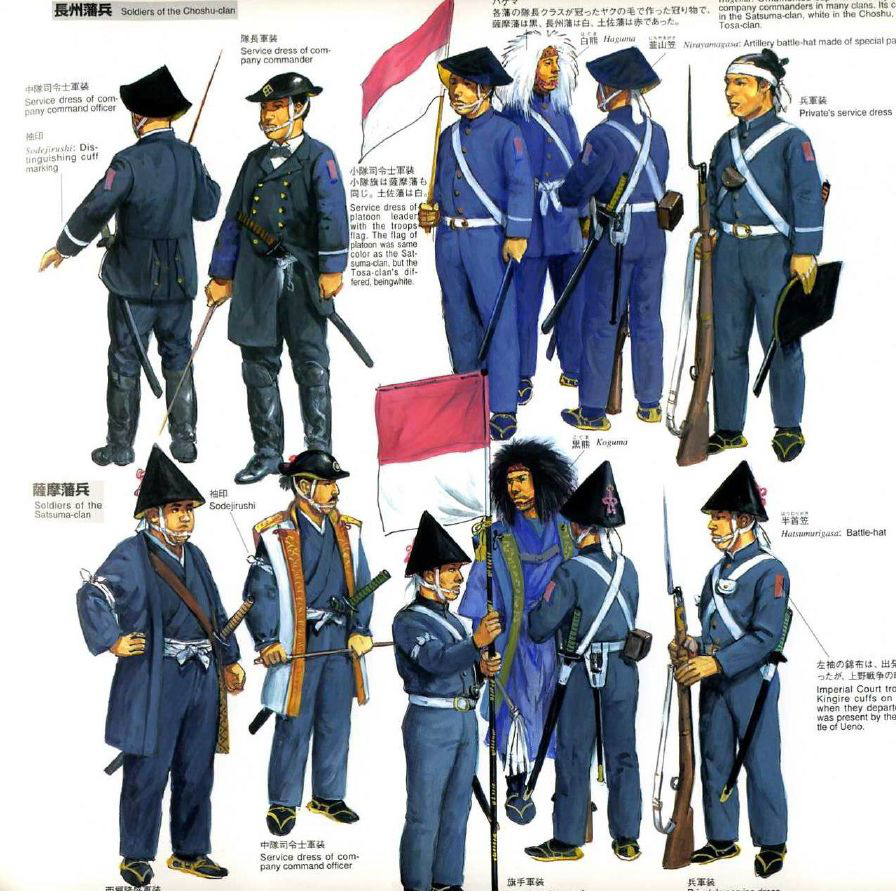 長州藩兵 Soldiers of the Choshu-clan
中隊司令士軍装
Service dress of com-
pany command officer
袖印
Sodejirushi: Dis-
tinguishing cuff
marking
隊長軍装
Service dress of com-
pany commander
小隊司令士軍装
小隊旗は薩摩藩も
同じ。土佐藩は白。
Service dress of
platoon leader
with the troops
flag. The flag of
platoon was same
color as the Sat-
suma-clan, but the
Tosa-clan's dif-
fered, beingwhite.
各藩の隊長クラスが冠ったヤクの毛で作った冠り物で、
薩摩藩は黒、長州藩は白、土佐藩は赤であった。
はぐま
白熊 Haguma
韮山笠 Nirayamagasa: Artillery battle-hat made of special pa
company commanders in many clans. Its c
in the Satsuma-clan, white in the Choshu,
Tosa-clan.
兵軍装
Private's service dress
薩摩藩兵
Soldiers of the
Satsuma-clan
袖印
Sodejirushi
中隊司令士軍装
Service dress of com-
pany command officer
こぐま
黒熊 Koguma
半首笠
Hatsumurigasa: Battle-hat
左袖の錦布は、出
ったが、上野戦争の
Imperial Court tro
Kingire cuffs on
when they departe
was present by the
tle of Ueno.
旗手軍装
兵軍装